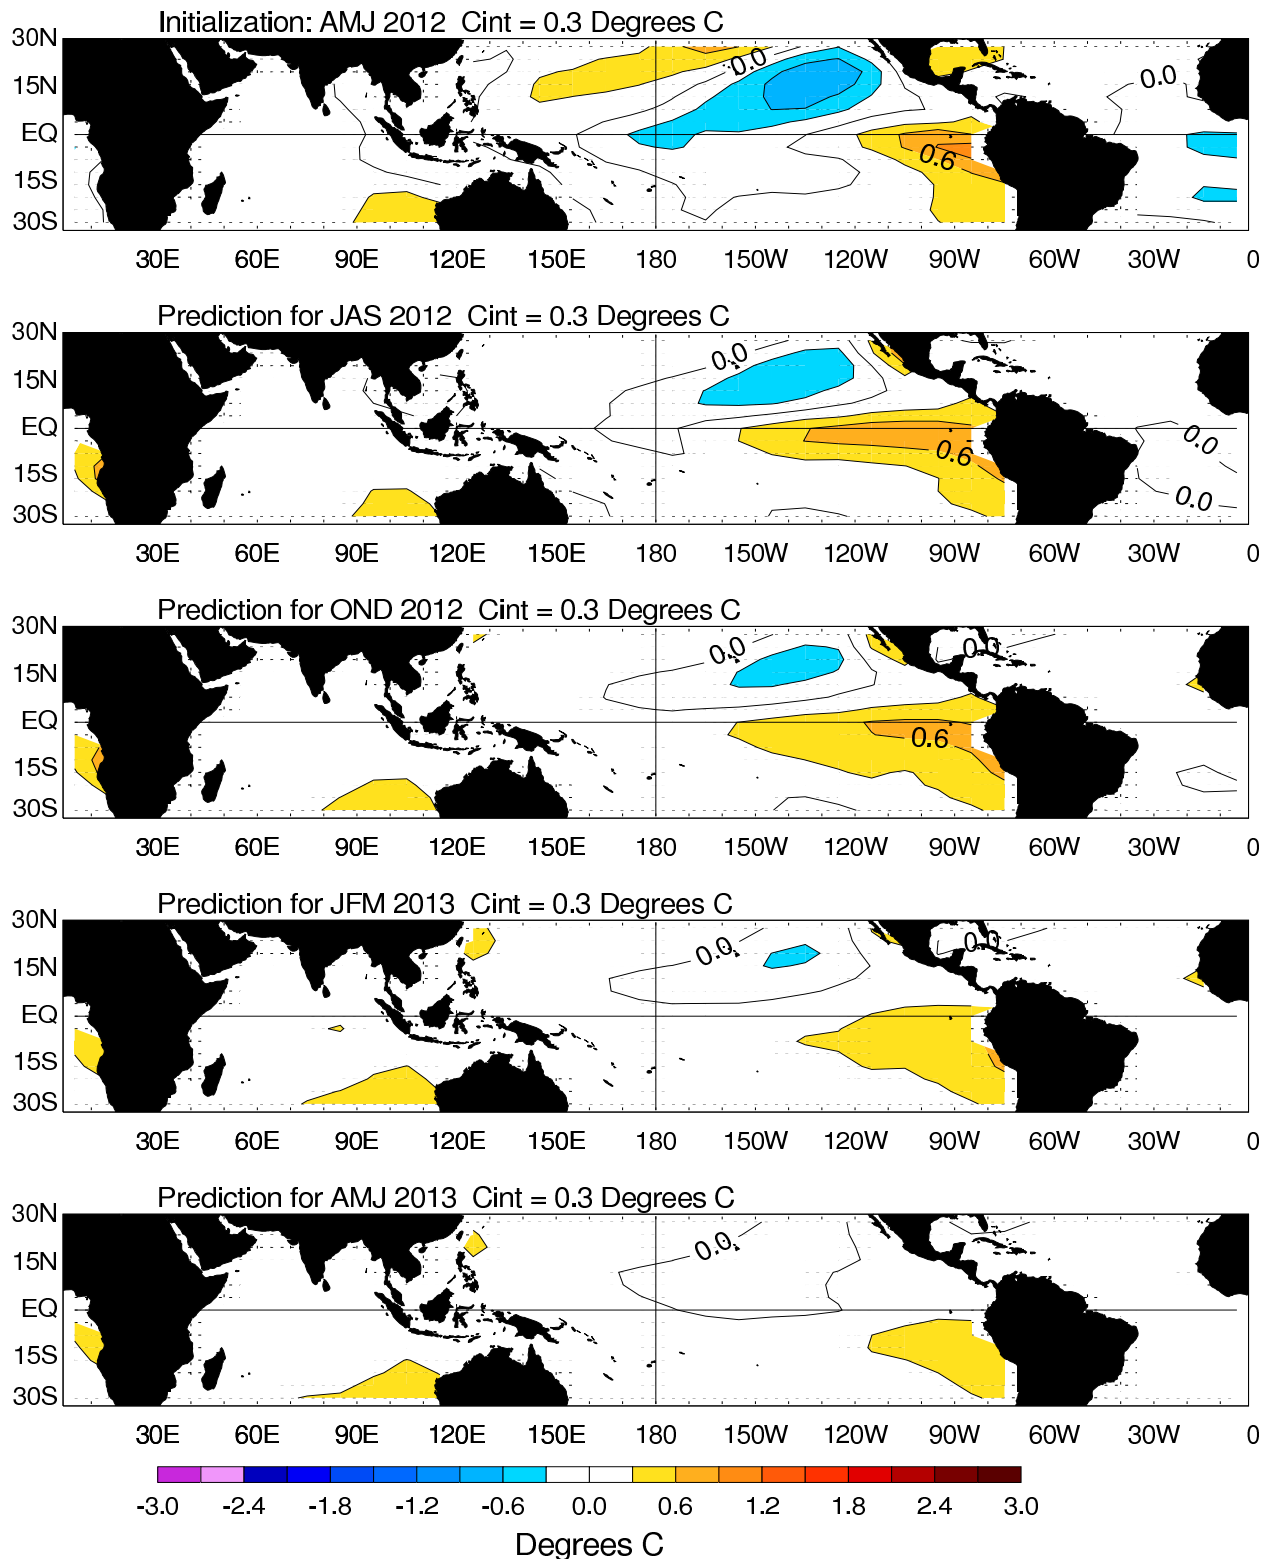 Initialization: AMJ 2012  Cint = 0.3 Degrees C
30N
0.0
0.0
15N
EQ
0.6
15S
30S
30E 60E 90E 120E 150E 180 150W 120W 90W 60W 30W 0
Prediction for JAS 2012  Cint = 0.3 Degrees C
30N
0.0
15N
EQ
0.0
0.6
15S
0.0
30S
30E 60E 90E 120E 150E 180 150W 120W 90W 60W 30W 0
Prediction for OND 2012  Cint = 0.3 Degrees C
30N
0.0 0.0
15N
EQ
0.6
15S
30S
30E 60E 90E 120E 150E 180 150W 120W 90W 60W 30W 0
Prediction for JFM 2013  Cint = 0.3 Degrees C
30N
0.0 0.0
15N
EQ
15S
30S
30E 60E 90E 120E 150E 180 150W 120W 90W 60W 30W 0
Prediction for AMJ 2013  Cint = 0.3 Degrees C
30N
0.0
15N
EQ
15S
30S
30E 60E 90E 120E 150E 180 150W 120W 90W 60W 30W 0
-3.0 -2.4 -1.8 -1.2 -0.6 0.0 0.6 1.2 1.8 2.4 3.0
Degrees C